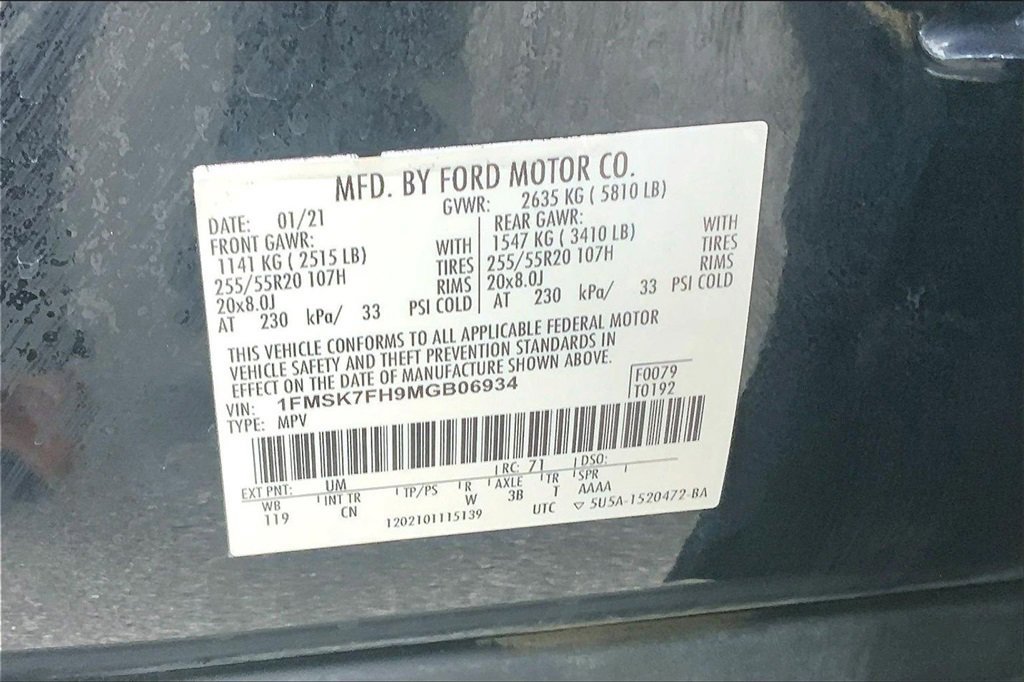 MFD. BY FORD MOTOR CO.
DATE: 01/21
GVWR: 2635 KG ( 5810 LB)
FRONT GAWR:
1141 KG ( 2515 LB) WITH
255/55R20 107H TIRES
20x8.0J RIMS
AT 230 kPa/ 33 PSI COLD
REAR GAWR:
1547 KG ( 3410 LB) WITH
255/55R20 107H TIRES
20x8.0J RIMS
AT 230 kPa/ 33 PSI COLD
THIS VEHICLE CONFORMS TO ALL APPLICABLE FEDERAL MOTOR
VEHICLE SAFETY AND THEFT PREVENTION STANDARDS IN
EFFECT ON THE DATE OF MANUFACTURE SHOWN ABOVE.
VIN: 1FMSK7FH9MGB06934
F0079
T0192
TYPE: MPV
EXT PNT: UM RC: 71 DSO:
WB INT TR TP/PS R AXLE TR SPR
119 CN W 3B T AAAA
1202101115139 UTC ▽ 5U5A-1520472-BA